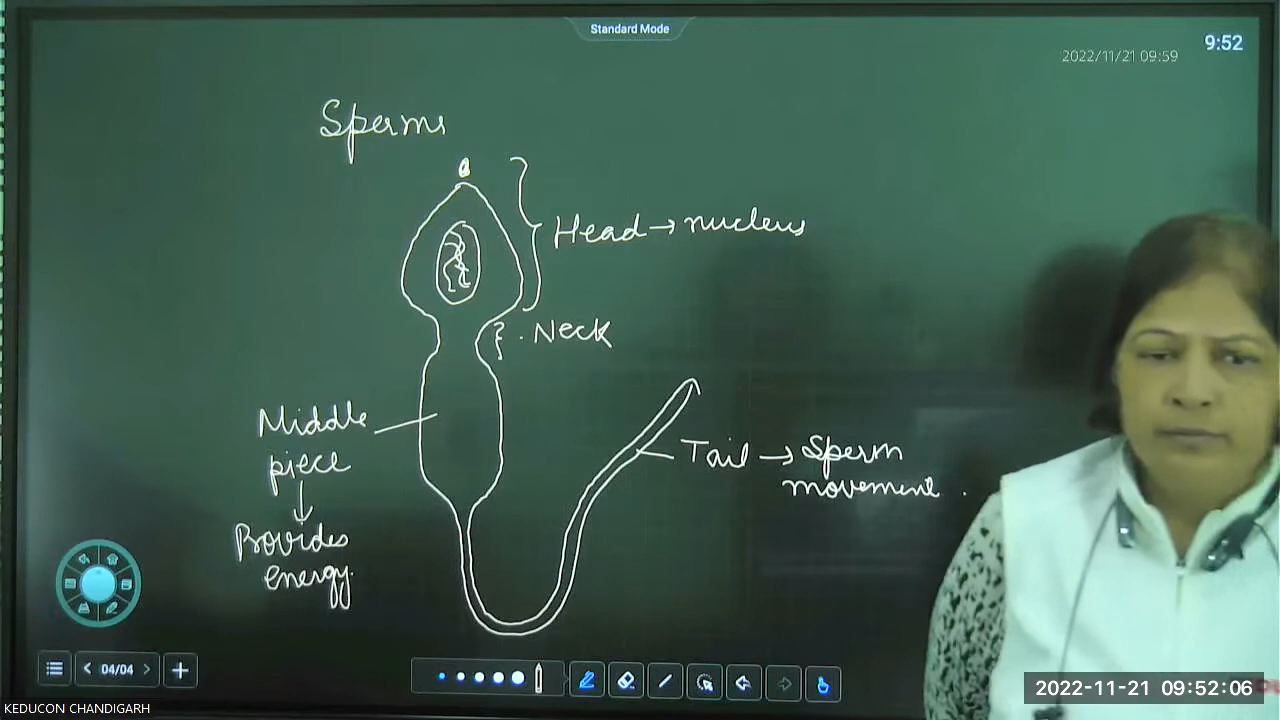 Standard Mode
9:52
2022/11/21 09:59
Sperms
Head → nucleus
Neck
Middle
piece
↓
Provides
energy.
Tail → Sperm
movement.
04/04
KEDUCON CHANDIGARH
2022-11-21 09:52:06